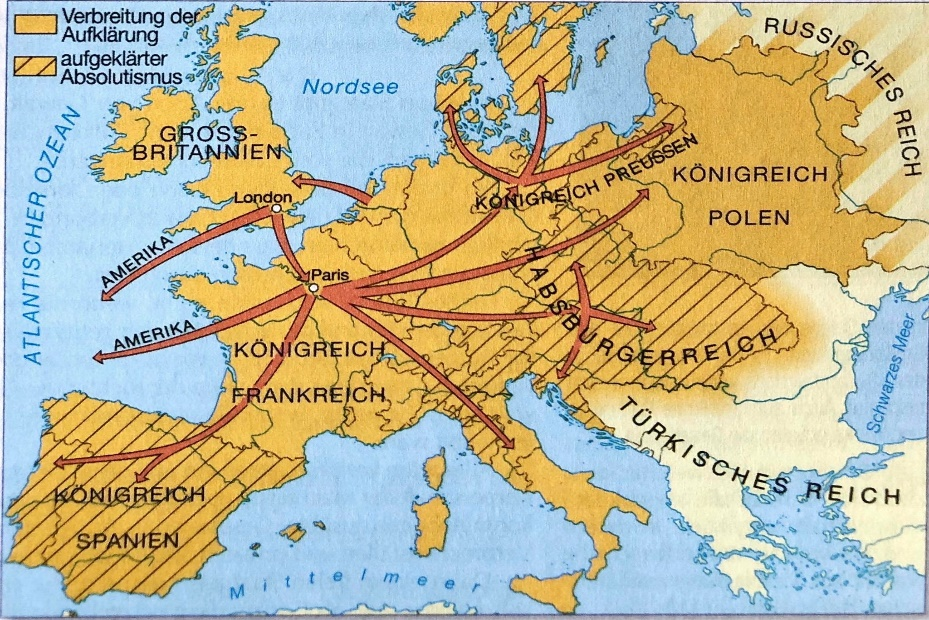 Verbreitung der
Aufklärung
aufgeklärter
Absolutismus
Nordsee
RUSSISCHES REICH
ATLANTISCHER OZEAN
GROSS-
BRITANNIEN
London
KÖNIGREICH PREUSSEN
KÖNIGREICH
POLEN
AMERIKA
Paris
HABSBURGERREICH
AMERIKA
KÖNIGREICH
FRANKREICH
Schwarzes Meer
TÜRKISCHES REICH
KÖNIGREICH
SPANIEN
Mittelmeer